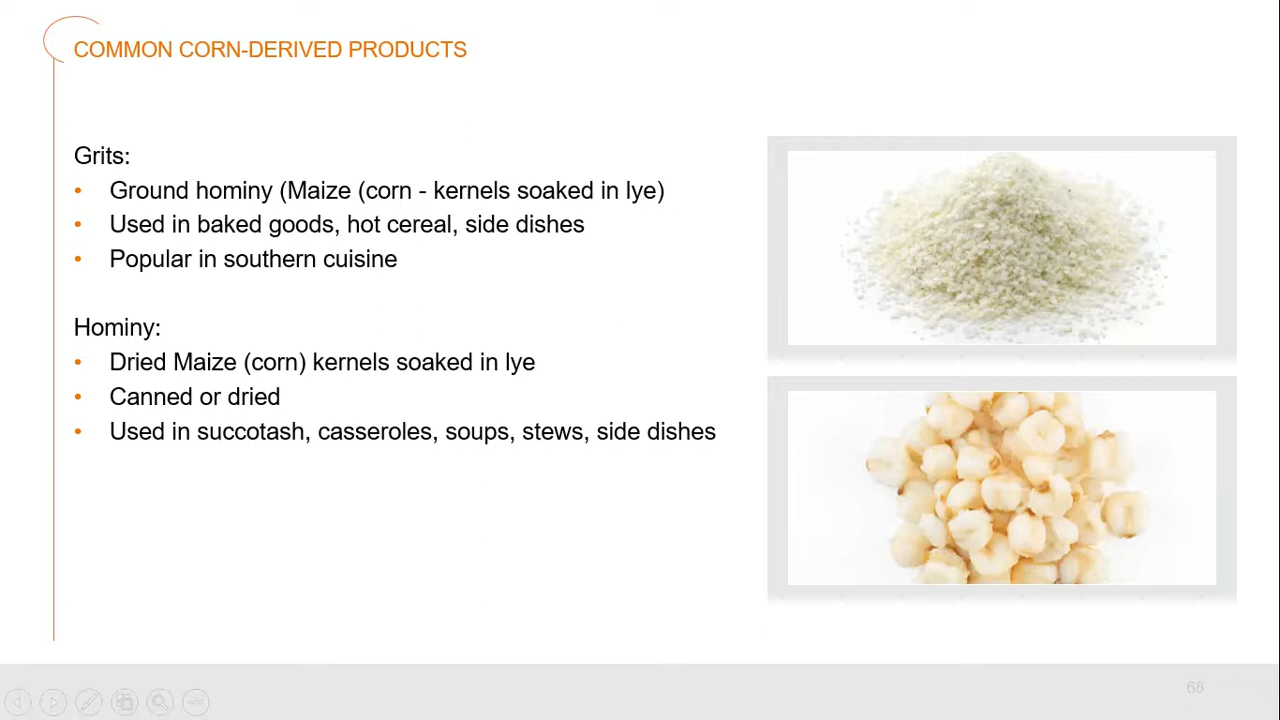 COMMON CORN-DERIVED PRODUCTS
Grits:
• Ground hominy (Maize (corn - kernels soaked in lye)
• Used in baked goods, hot cereal, side dishes
• Popular in southern cuisine
Hominy:
• Dried Maize (corn) kernels soaked in lye
• Canned or dried
• Used in succotash, casseroles, soups, stews, side dishes
68